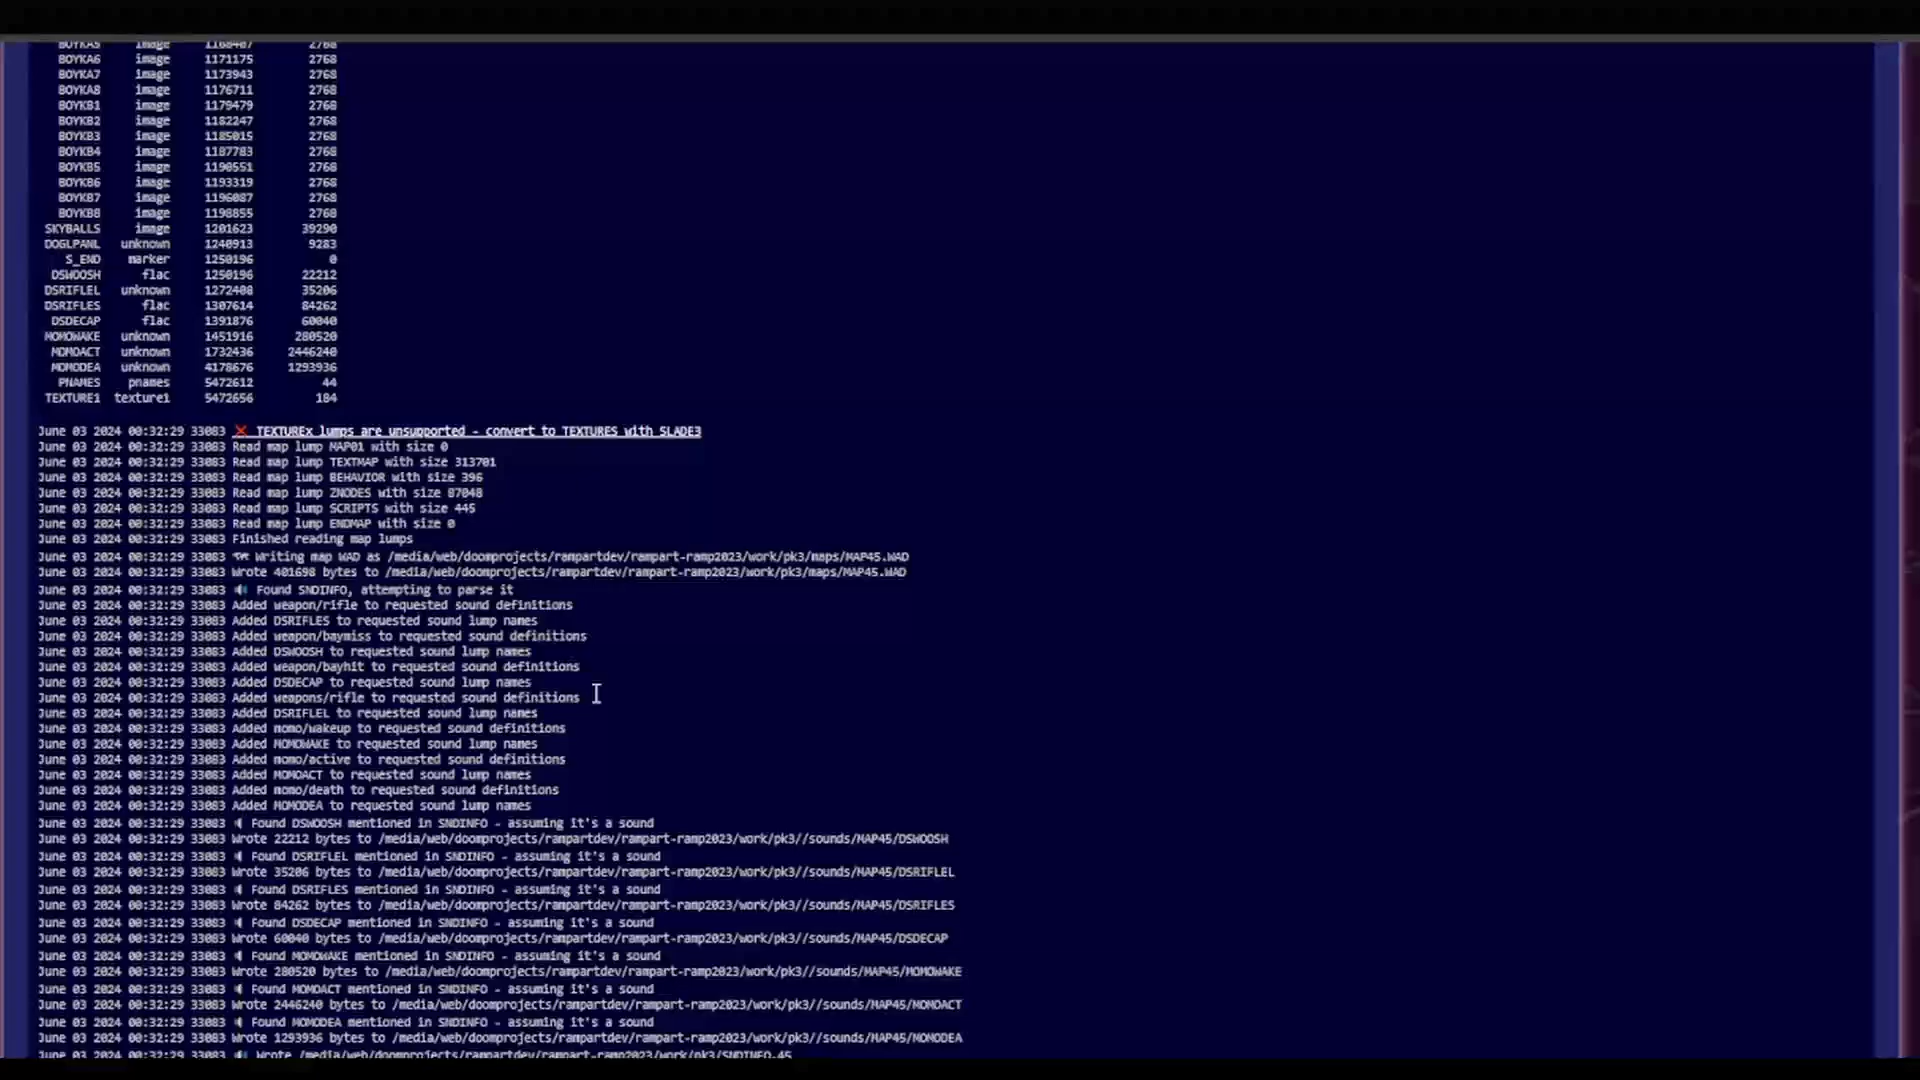 BOYKA5 image 1168407 2768
BOYKA6 image 1171175 2768
BOYKA7 image 1173943 2768
BOYKA8 image 1176711 2768
BOYKB1 image 1179479 2768
BOYKB2 image 1182247 2768
BOYKB3 image 1185015 2768
BOYKB4 image 1187783 2768
BOYKB5 image 1190551 2768
BOYKB6 image 1193319 2768
BOYKB7 image 1196087 2768
BOYKB8 image 1198855 2768
SKYBALLS image 1201623 39290
DOGLPANL unknown 1240913 9283
S_END marker 1250196 0
DSWOOSH flac 1250196 22212
DSRIFLEL unknown 1272408 35206
DSRIFLES flac 1307614 84262
DSDECAP flac 1391876 60040
MOMOWAKE unknown 1451916 280520
MOMOACT unknown 1732436 2446240
MOMODEA unknown 4178676 1293936
PNAMES pnames 5472612 44
TEXTURE1 texture1 5472656 184
June 03 2024 00:32:29 33083 ❌ TEXTUREx lumps are unsupported - convert to TEXTURES with SLADE3
June 03 2024 00:32:29 33083 Read map lump MAP01 with size 0
June 03 2024 00:32:29 33083 Read map lump TEXTMAP with size 313701
June 03 2024 00:32:29 33083 Read map lump BEHAVIOR with size 396
June 03 2024 00:32:29 33083 Read map lump ZNODES with size 87048
June 03 2024 00:32:29 33083 Read map lump SCRIPTS with size 445
June 03 2024 00:32:29 33083 Read map lump ENDMAP with size 0
June 03 2024 00:32:29 33083 Finished reading map lumps
June 03 2024 00:32:29 33083 Writing map WAD as /media/web/doomprojects/rampartdev/rampart-ramp2023/work/pk3/maps/MAP45.WAD
June 03 2024 00:32:29 33083 Wrote 401698 bytes to /media/web/doomprojects/rampartdev/rampart-ramp2023/work/pk3/maps/MAP45.WAD
June 03 2024 00:32:29 33083 Found SNDINFO, attempting to parse it
June 03 2024 00:32:29 33083 Added weapon/rifle to requested sound definitions
June 03 2024 00:32:29 33083 Added DSRIFLES to requested sound lump names
June 03 2024 00:32:29 33083 Added weapon/baymiss to requested sound definitions
June 03 2024 00:32:29 33083 Added DSWOOSH to requested sound lump names
June 03 2024 00:32:29 33083 Added weapon/bayhit to requested sound definitions
June 03 2024 00:32:29 33083 Added DSDECAP to requested sound lump names
June 03 2024 00:32:29 33083 Added weapons/rifle to requested sound definitions
June 03 2024 00:32:29 33083 Added DSRIFLEL to requested sound lump names
June 03 2024 00:32:29 33083 Added momo/wakeup to requested sound definitions
June 03 2024 00:32:29 33083 Added MOMOWAKE to requested sound lump names
June 03 2024 00:32:29 33083 Added momo/active to requested sound definitions
June 03 2024 00:32:29 33083 Added MOMOACT to requested sound lump names
June 03 2024 00:32:29 33083 Added momo/death to requested sound definitions
June 03 2024 00:32:29 33083 Added MOMODEA to requested sound lump names
June 03 2024 00:32:29 33083 Found DSWOOSH mentioned in SNDINFO - assuming it's a sound
June 03 2024 00:32:29 33083 Wrote 22212 bytes to /media/web/doomprojects/rampartdev/rampart-ramp2023/work/pk3//sounds/MAP45/DSWOOSH
June 03 2024 00:32:29 33083 Found DSRIFLEL mentioned in SNDINFO - assuming it's a sound
June 03 2024 00:32:29 33083 Wrote 35206 bytes to /media/web/doomprojects/rampartdev/rampart-ramp2023/work/pk3//sounds/MAP45/DSRIFLEL
June 03 2024 00:32:29 33083 Found DSRIFLES mentioned in SNDINFO - assuming it's a sound
June 03 2024 00:32:29 33083 Wrote 84262 bytes to /media/web/doomprojects/rampartdev/rampart-ramp2023/work/pk3//sounds/MAP45/DSRIFLES
June 03 2024 00:32:29 33083 Found DSDECAP mentioned in SNDINFO - assuming it's a sound
June 03 2024 00:32:29 33083 Wrote 60040 bytes to /media/web/doomprojects/rampartdev/rampart-ramp2023/work/pk3//sounds/MAP45/DSDECAP
June 03 2024 00:32:29 33083 Found MOMOWAKE mentioned in SNDINFO - assuming it's a sound
June 03 2024 00:32:29 33083 Wrote 280520 bytes to /media/web/doomprojects/rampartdev/rampart-ramp2023/work/pk3//sounds/MAP45/MOMOWAKE
June 03 2024 00:32:29 33083 Found MOMOACT mentioned in SNDINFO - assuming it's a sound
June 03 2024 00:32:29 33083 Wrote 2446240 bytes to /media/web/doomprojects/rampartdev/rampart-ramp2023/work/pk3//sounds/MAP45/MOMOACT
June 03 2024 00:32:29 33083 Found MOMODEA mentioned in SNDINFO - assuming it's a sound
June 03 2024 00:32:29 33083 Wrote 1293936 bytes to /media/web/doomprojects/rampartdev/rampart-ramp2023/work/pk3//sounds/MAP45/MOMODEA
June 03 2024 00:32:29 33083 Wrote /media/web/doomprojects/rampartdev/rampart-ramp2023/work/pk3/SNDINFO.45